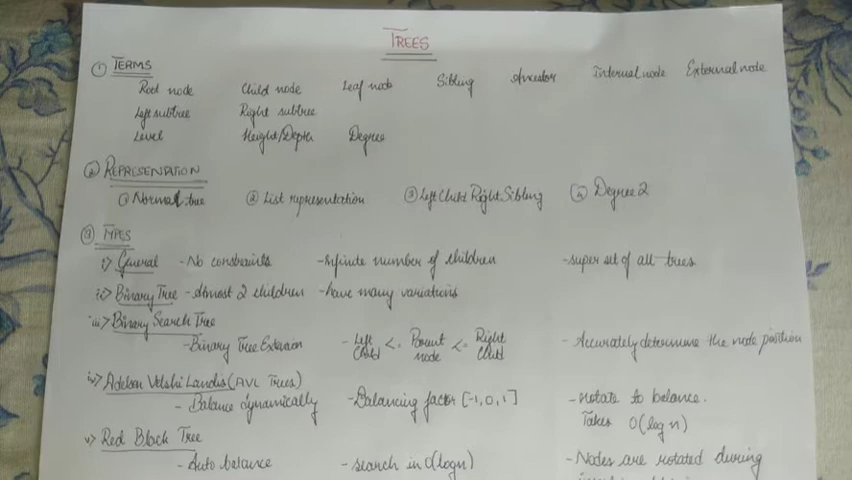 TREES
① TERMS
Root node Child node Leaf node Sibling Ancestor Internal node External node
Left subtree Right subtree
Level Height/Depth Degree
② REPRESENTATION
① Normal tree ② List representation ③ Left Child Right Sibling ④ Degree 2
③ TYPES
i> General - No constraints - Infinite number of children - super set of all trees
ii> Binary Tree - Atmost 2 children - have many variations
iii> Binary Search Tree
- Binary Tree Extension - Left Child <= Parent node <= Right Child - Accurately determine the node position
iv> Adelson Velshi Landis (AVL Trees)
- Balance dynamically - Balancing factor [-1, 0, 1] - Rotate to balance.
Takes O(log n)
v> Red Black Tree
- Auto balance - search in O(logn) - Nodes are rotated during